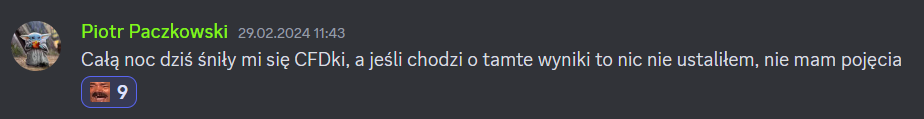 Piotr Paczkowski 29.02.2024 11:43
Całą noc dziś śniły mi się CFDki, a jeśli chodzi o tamte wyniki to nic nie ustaliłem, nie mam pojęcia
9